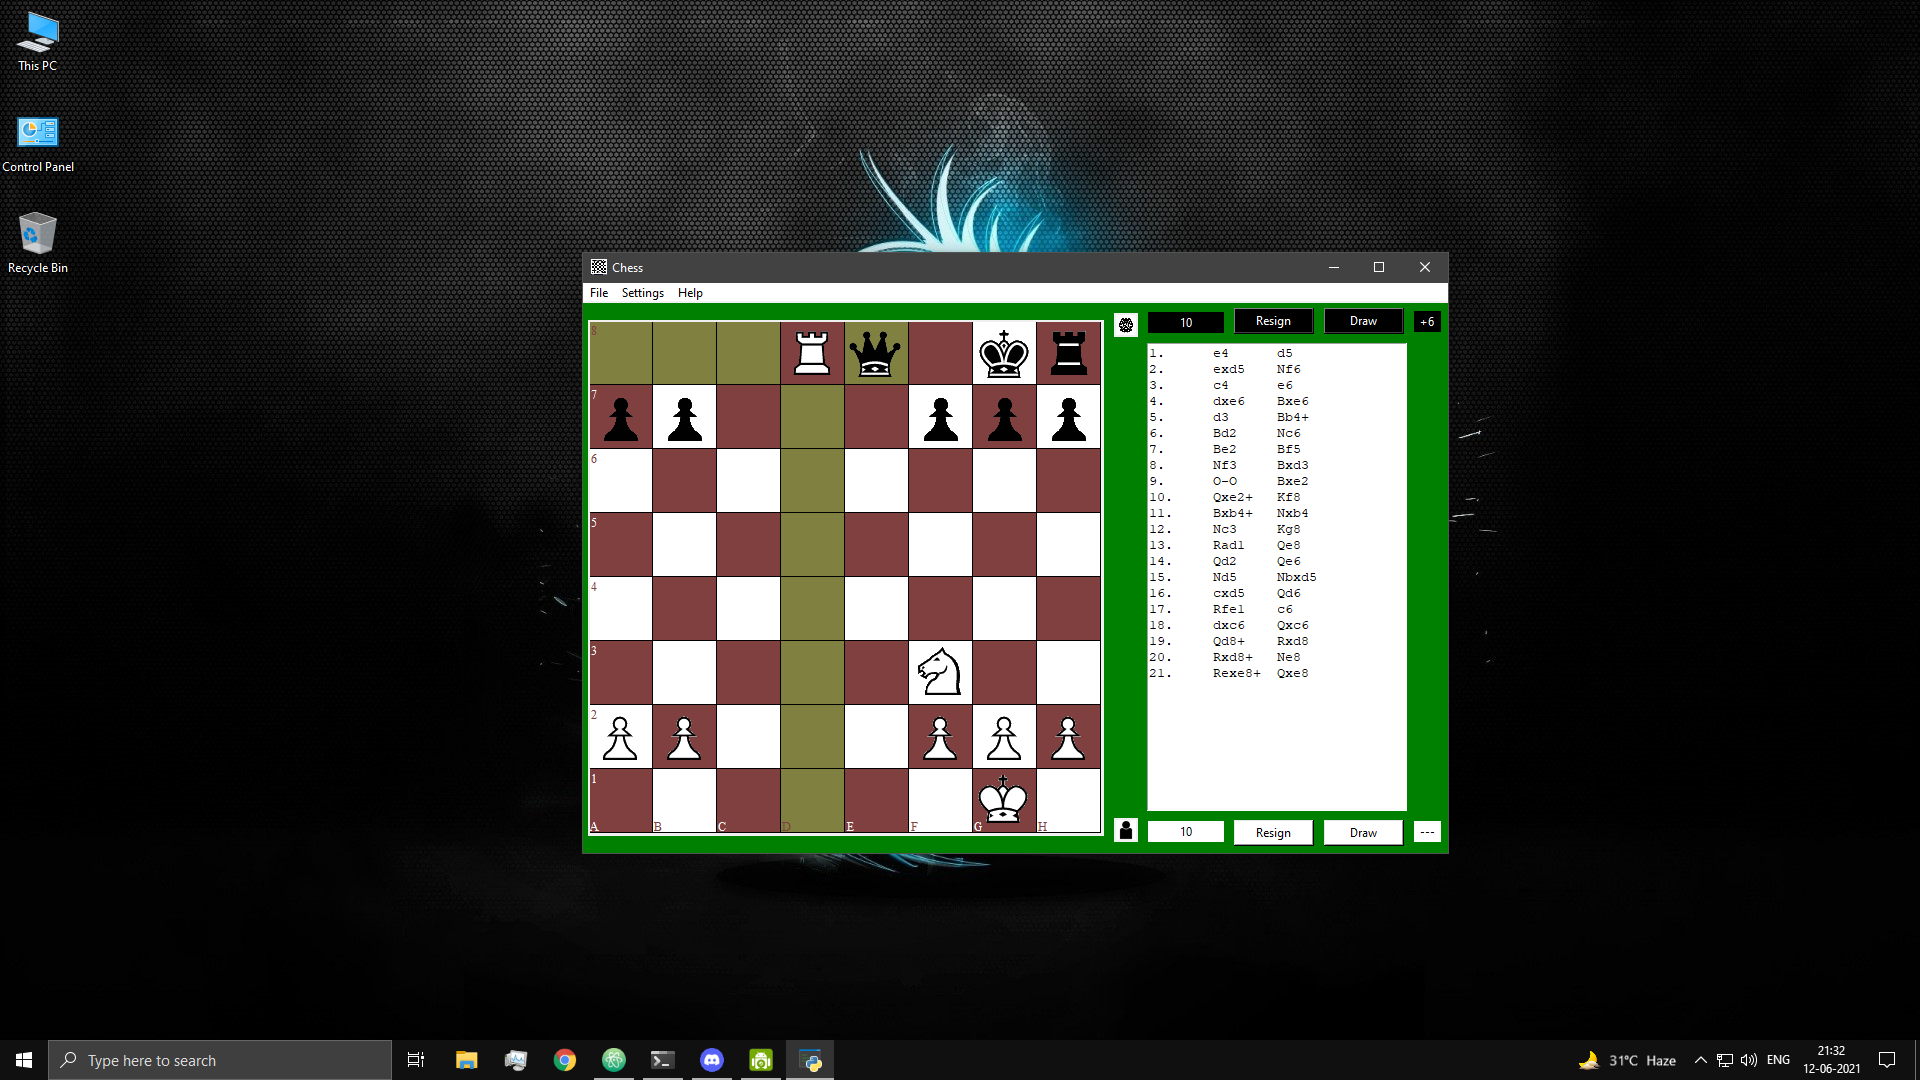 This PC
Control Panel
Recycle Bin
Chess
File Settings Help
10 Resign Draw +6
1. e4 d5
2. exd5 Nf6
3. c4 e6
4. dxe6 Bxe6
5. d3 Bb4+
6. Bd2 Nc6
7. Be2 Bf5
8. Nf3 Bxd3
9. O-O Bxe2
10. Qxe2+ Kf8
11. Bxb4+ Nxb4
12. Nc3 Kg8
13. Rad1 Qe8
14. Qd2 Qe6
15. Nd5 Nbxd5
16. cxd5 Qd6
17. Rfe1 c6
18. dxc6 Qxc6
19. Qd8+ Rxd8
20. Rxd8+ Ne8
21. Rexe8+ Qxe8
8
7
6
5
4
3
2
1
A B C D E F G H
10 Resign Draw ---
Type here to search
31°C Haze
ENG
21:32
12-06-2021